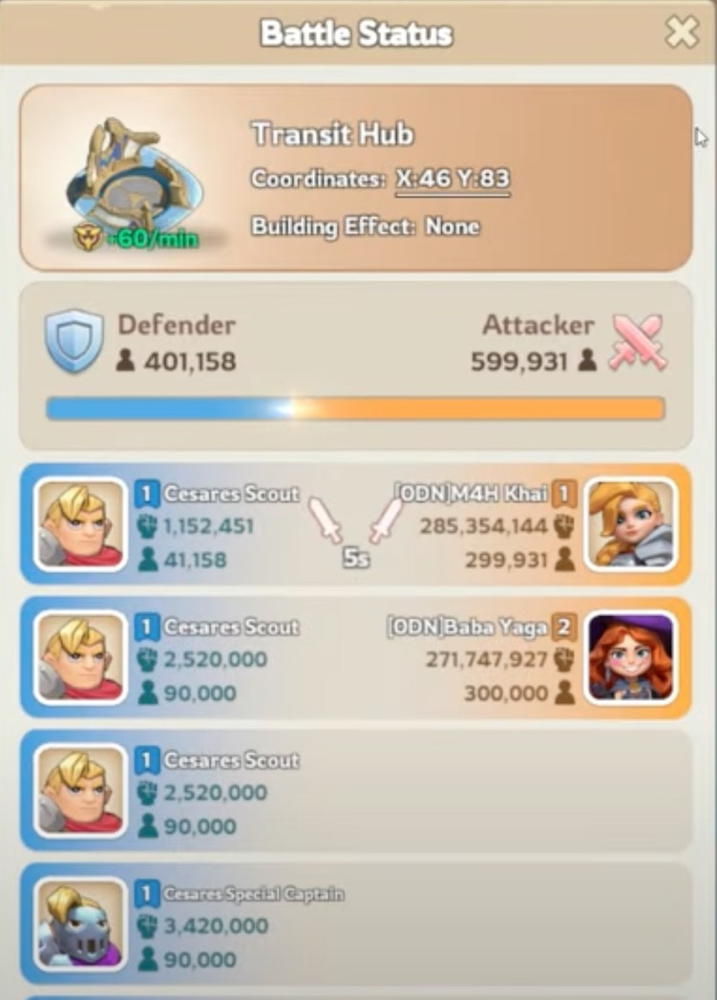 Battle Status
Transit Hub
Coordinates: X:46 Y:83
Building Effect: None
+60/min
Defender
401,158
Attacker
599,931
1 Cesares Scout
1,152,451
41,158
5s
[ODN]M4H Khai 1
285,354,144
299,931
1 Cesares Scout
2,520,000
90,000
[ODN]Baba Yaga 2
271,747,927
300,000
1 Cesares Scout
2,520,000
90,000
1 Cesares Special Captain
3,420,000
90,000